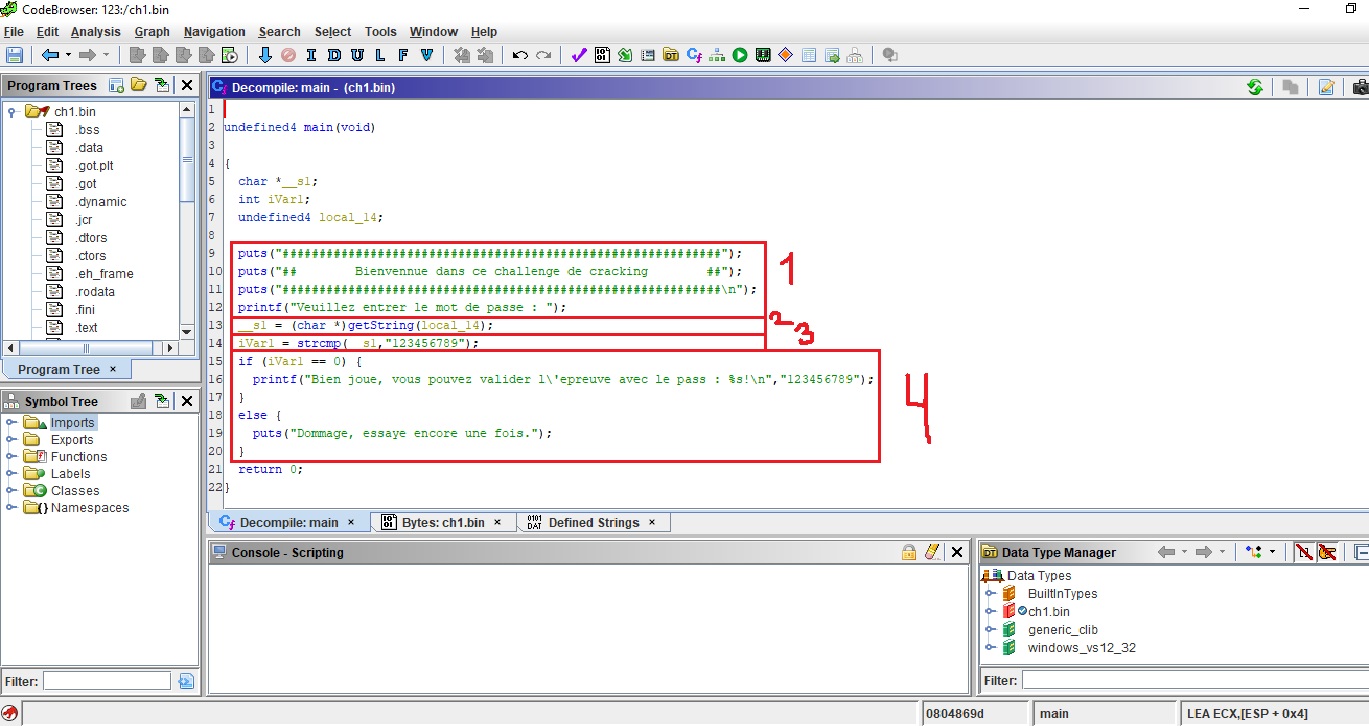 CodeBrowser: 123:/ch1.bin
File Edit Analysis Graph Navigation Search Select Tools Window Help
I D U L F V
Program Trees
ch1.bin
.bss
.data
.got.plt
.got
.dynamic
.jcr
.dtors
.ctors
.eh_frame
.rodata
.fini
.text
Program Tree ×
Symbol Tree
Imports
Exports
Functions
Labels
Classes
Namespaces
Filter:
Decompile: main - (ch1.bin)
1
2 undefined4 main(void)
3
4 {
5 char *__s1;
6 int iVar1;
7 undefined4 local_14;
8
9 puts("############################################################");
10 puts("##        Bienvennue dans ce challenge de cracking        ##");
11 puts("############################################################\n");
12 printf("Veuillez entrer le mot de passe : ");
13 __s1 = (char *)getString(local_14);
14 iVar1 = strcmp(__s1,"123456789");
15 if (iVar1 == 0) {
16 printf("Bien joue, vous pouvez valider l\'epreuve avec le pass : %s!\n","123456789");
17 }
18 else {
19 puts("Dommage, essaye encore une fois.");
20 }
21 return 0;
22 }
1
2
3
4
Decompile: main × Bytes: ch1.bin × Defined Strings ×
Console - Scripting
Data Type Manager
Data Types
BuiltInTypes
ch1.bin
generic_clib
windows_vs12_32
Filter:
0804869d main LEA ECX,[ESP + 0x4]